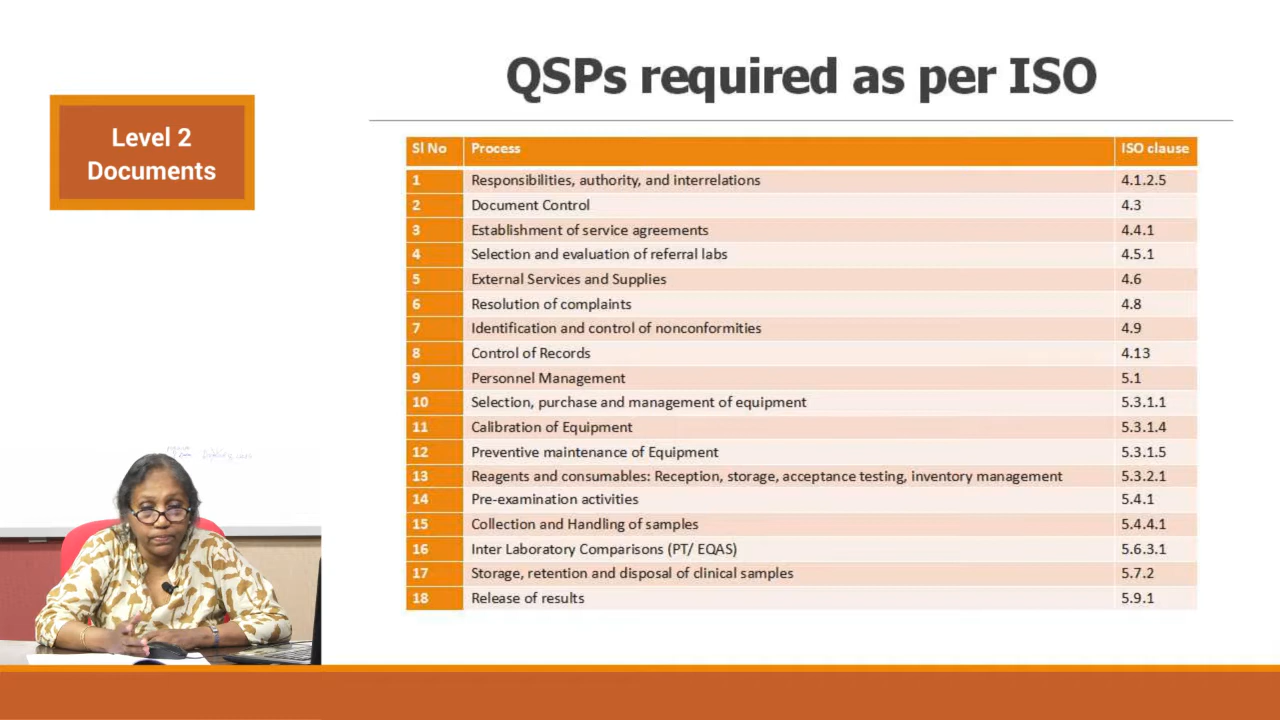 QSPs required as per ISO
Level 2
Documents
Sl No Process ISO clause
1 Responsibilities, authority, and interrelations 4.1.2.5
2 Document Control 4.3
3 Establishment of service agreements 4.4.1
4 Selection and evaluation of referral labs 4.5.1
5 External Services and Supplies 4.6
6 Resolution of complaints 4.8
7 Identification and control of nonconformities 4.9
8 Control of Records 4.13
9 Personnel Management 5.1
10 Selection, purchase and management of equipment 5.3.1.1
11 Calibration of Equipment 5.3.1.4
12 Preventive maintenance of Equipment 5.3.1.5
13 Reagents and consumables: Reception, storage, acceptance testing, inventory management 5.3.2.1
14 Pre-examination activities 5.4.1
15 Collection and Handling of samples 5.4.4.1
16 Inter Laboratory Comparisons (PT/ EQAS) 5.6.3.1
17 Storage, retention and disposal of clinical samples 5.7.2
18 Release of results 5.9.1